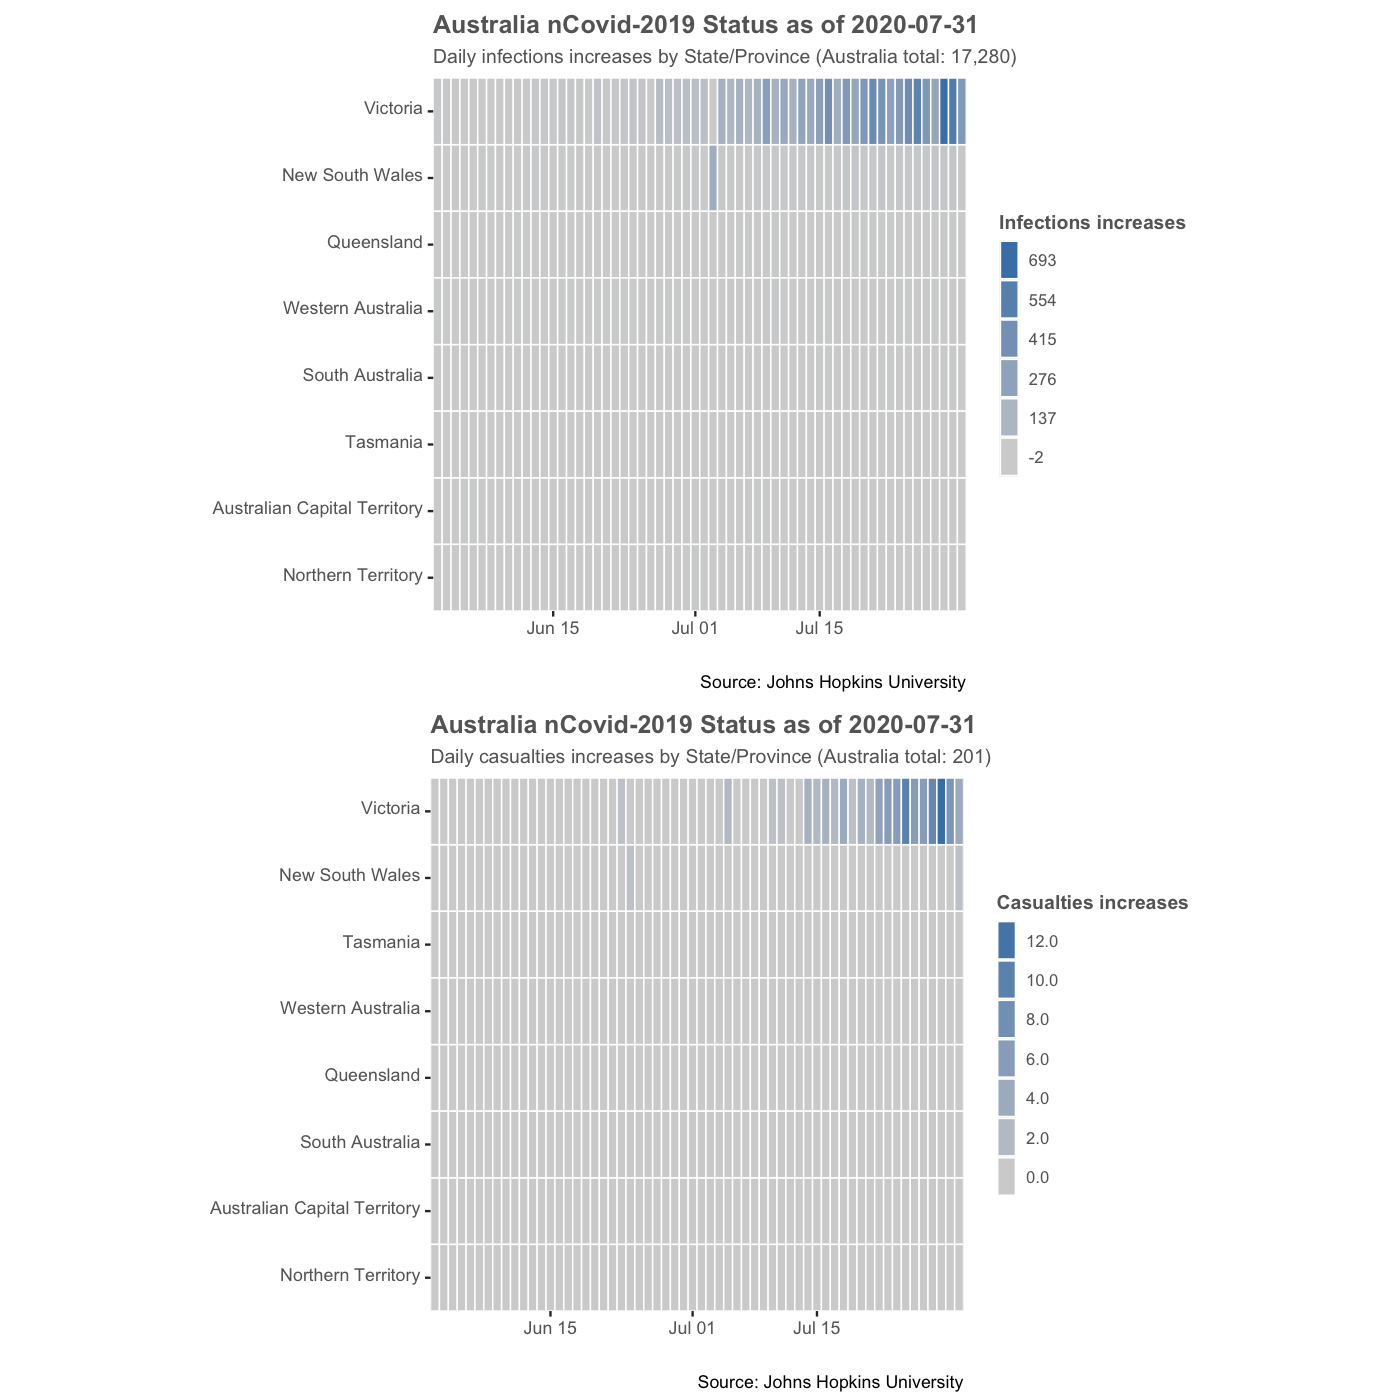 Australia nCovid-2019 Status as of 2020-07-31
Daily infections increases by State/Province (Australia total: 17,280)
Victoria
New South Wales
Queensland
Western Australia
South Australia
Tasmania
Australian Capital Territory
Northern Territory
Jun 15 Jul 01 Jul 15
Infections increases
693
554
415
276
137
-2
Source: Johns Hopkins University
Australia nCovid-2019 Status as of 2020-07-31
Daily casualties increases by State/Province (Australia total: 201)
Victoria
New South Wales
Tasmania
Western Australia
Queensland
South Australia
Australian Capital Territory
Northern Territory
Jun 15 Jul 01 Jul 15
Casualties increases
12.0
10.0
8.0
6.0
4.0
2.0
0.0
Source: Johns Hopkins University